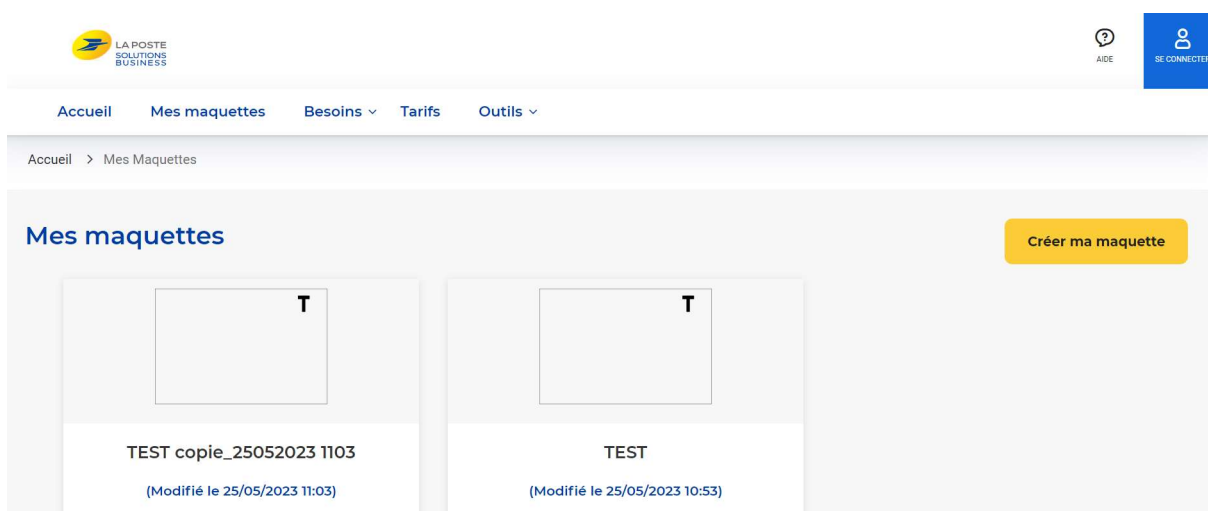 LA POSTE
SOLUTIONS
BUSINESS
AIDE
SE CONNECTER
Accueil Mes maquettes Besoins Tarifs Outils
Accueil > Mes Maquettes
Mes maquettes
Créer ma maquette
T
T
TEST copie_25052023 1103
TEST
(Modifié le 25/05/2023 11:03)
(Modifié le 25/05/2023 10:53)